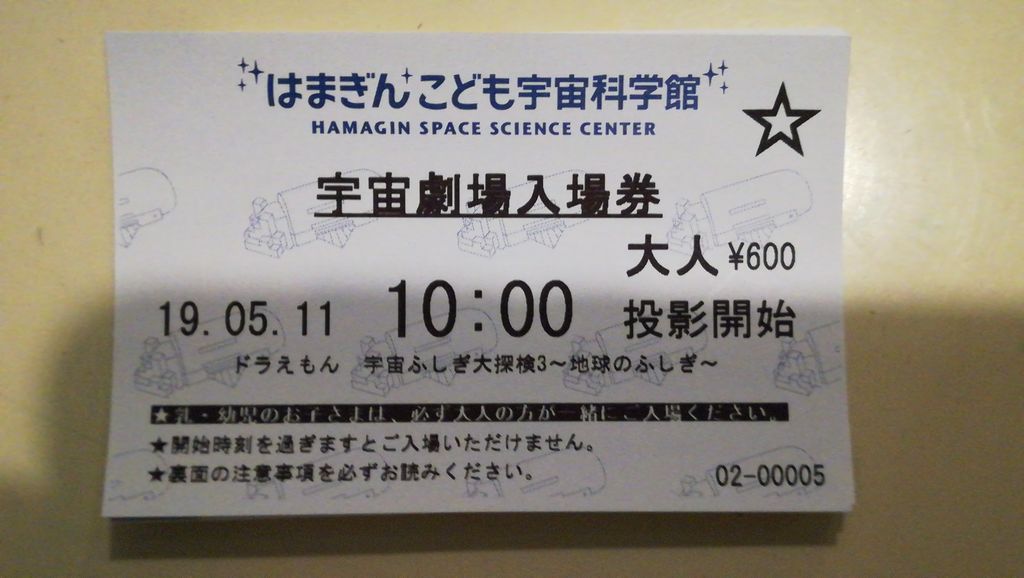 はまぎん こども宇宙科学館
HAMAGIN SPACE SCIENCE CENTER
☆
宇宙劇場入場券
大人 ¥600
19.05.11 10:00 投影開始
ドラえもん 宇宙ふしぎ大探検3～地球のふしぎ～
★乳・幼児のお子さまは、必ず大人の方が一緒にご入場ください。
★開始時刻を過ぎますとご入場いただけません。
★裏面の注意事項を必ずお読みください。
02-00005